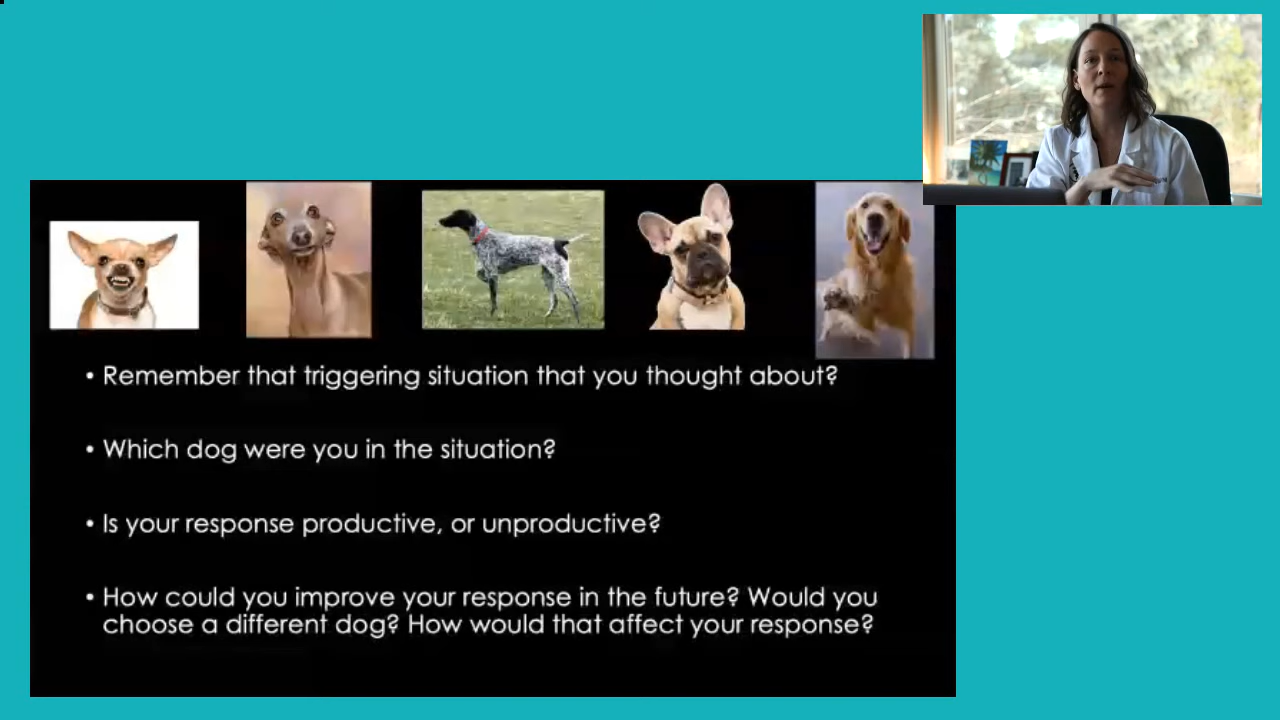 • Remember that triggering situation that you thought about?
• Which dog were you in the situation?
• Is your response productive, or unproductive?
• How could you improve your response in the future? Would you
choose a different dog? How would that affect your response?